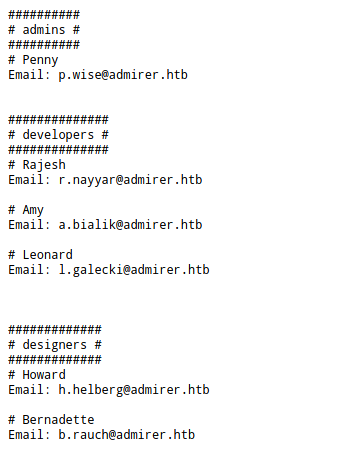 ##########
# admins #
##########
# Penny
Email: p.wise@admirer.htb
##############
# developers #
##############
# Rajesh
Email: r.nayyar@admirer.htb
# Amy
Email: a.bialik@admirer.htb
# Leonard
Email: l.galecki@admirer.htb
#############
# designers #
#############
# Howard
Email: h.helberg@admirer.htb
# Bernadette
Email: b.rauch@admirer.htb